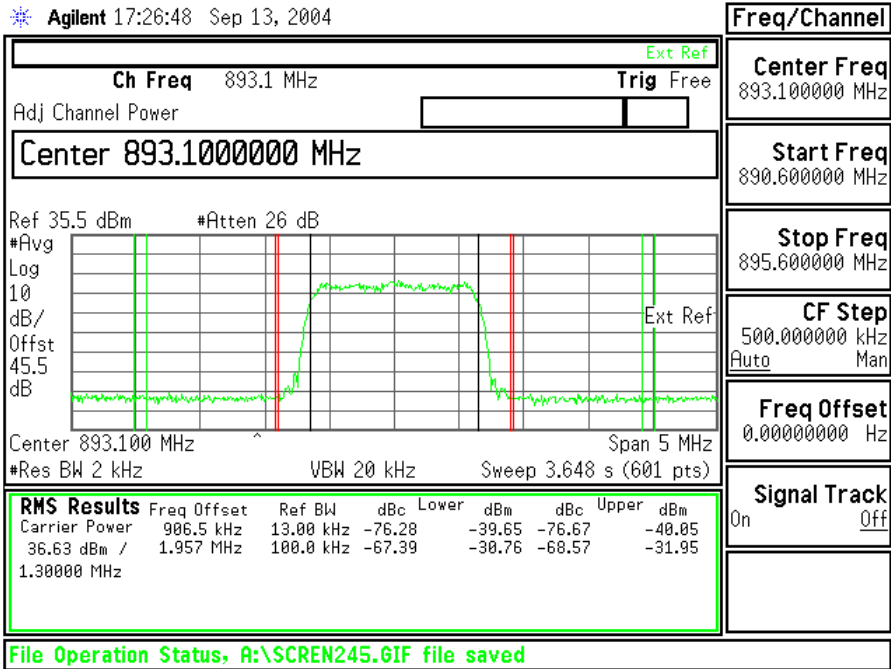 Agilent 17:26:48 Sep 13, 2004
Freq/Channel
Ext Ref
Ch Freq 893.1 MHz
Trig Free
Adj Channel Power
Center 893.1000000 MHz
Ref 35.5 dBm #Atten 26 dB
#Avg
Log
10
dB/
Offst
45.5
dB
Ext Ref
Center 893.100 MHz ^ Span 5 MHz
#Res BW 2 kHz VBW 20 kHz Sweep 3.648 s (601 pts)
RMS Results Freq Offset Ref BW dBc Lower dBm dBc Upper dBm
Carrier Power 906.5 kHz 13.00 kHz -76.28 -39.65 -76.67 -40.05
36.63 dBm / 1.957 MHz 100.0 kHz -67.39 -30.76 -68.57 -31.95
1.30000 MHz
File Operation Status, A:\SCREN245.GIF file saved
Center Freq
893.100000 MHz
Start Freq
890.600000 MHz
Stop Freq
895.600000 MHz
CF Step
500.000000 kHz
Auto Man
Freq Offset
0.00000000 Hz
Signal Track
On Off